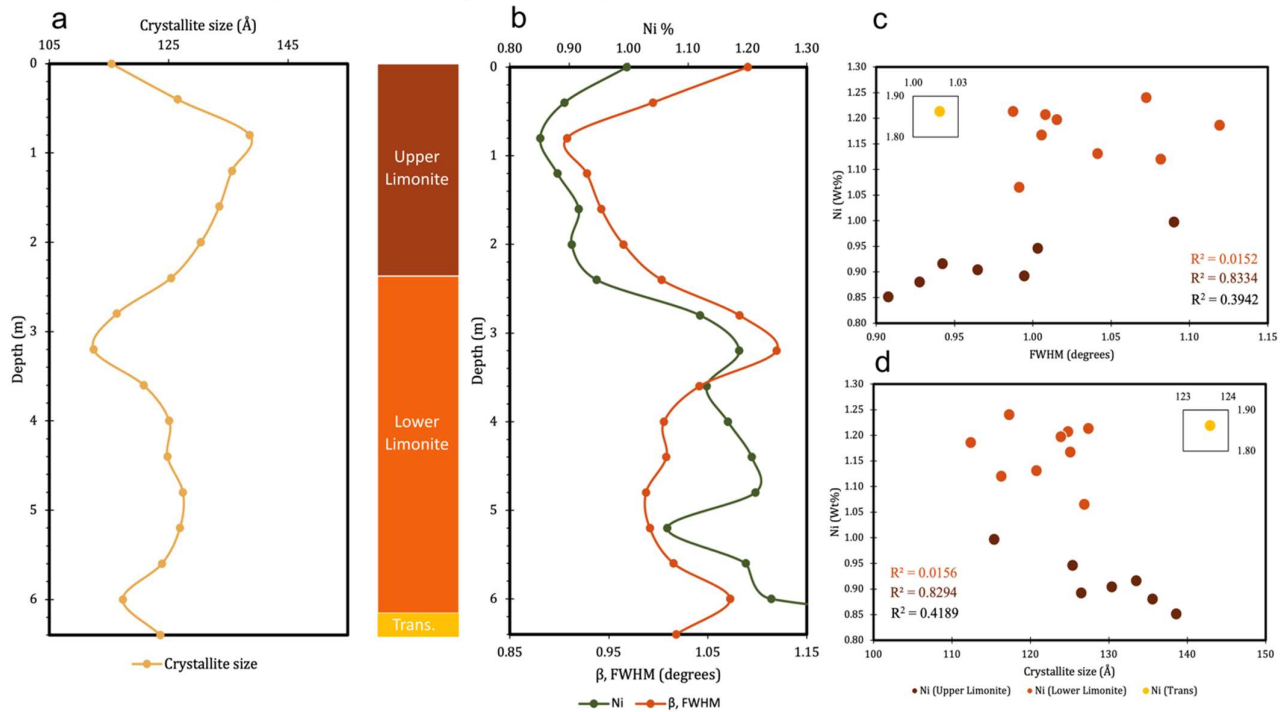 a
Crystallite size (Å)
105 125 145
0
1
2
3
4
5
6
Depth (m)
Crystallite size
Upper
Limonite
Lower
Limonite
Trans.
b
Ni %
0.80 0.90 1.00 1.10 1.20 1.30
0
1
2
3
4
5
6
Depth (m)
0.85 0.95 1.05 1.15
β, FWHM (degrees)
Ni β, FWHM
c
1.30
1.25
1.20
1.15
1.10
1.05
1.00
0.95
0.90
0.85
0.80
Ni (Wt%)
1.00 1.03
1.90
1.80
R² = 0.0152
R² = 0.8334
R² = 0.3942
0.90 0.95 1.00 1.05 1.10 1.15
FWHM (degrees)
d
1.30
1.25
1.20
1.15
1.10
1.05
1.00
0.95
0.90
0.85
0.80
Ni (Wt%)
123 124
1.90
1.80
R² = 0.0156
R² = 0.8294
R² = 0.4189
100 110 120 130 140 150
Crystallite size (Å)
Ni (Upper Limonite) Ni (Lower Limonite) Ni (Trans)